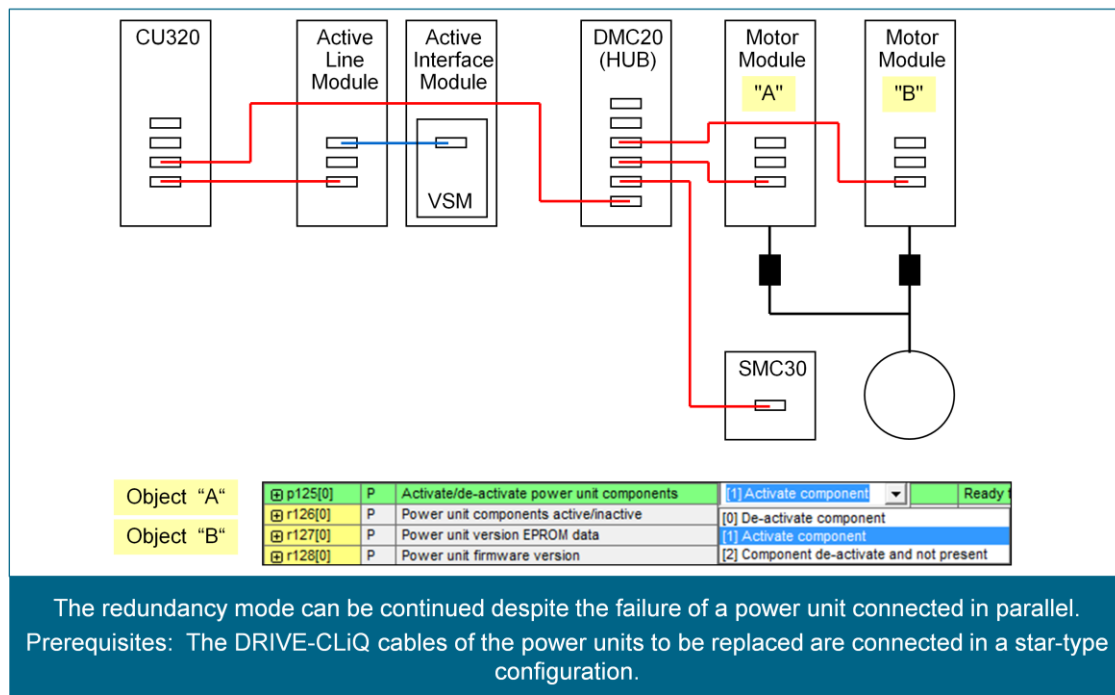 CU320
Active
Line
Module
Active
Interface
Module
VSM
DMC20
(HUB)
Motor
Module
"A"
Motor
Module
"B"
SMC30
Object “A“
Object “B“
p125[0] P Activate/de-activate power unit components [1] Activate component Ready
r126[0] P Power unit components active/inactive [0] De-activate component
r127[0] P Power unit version EPROM data [1] Activate component
r128[0] P Power unit firmware version [2] Component de-activate and not present
The redundancy mode can be continued despite the failure of a power unit connected in parallel.
Prerequisites: The DRIVE-CLiQ cables of the power units to be replaced are connected in a star-type
configuration.